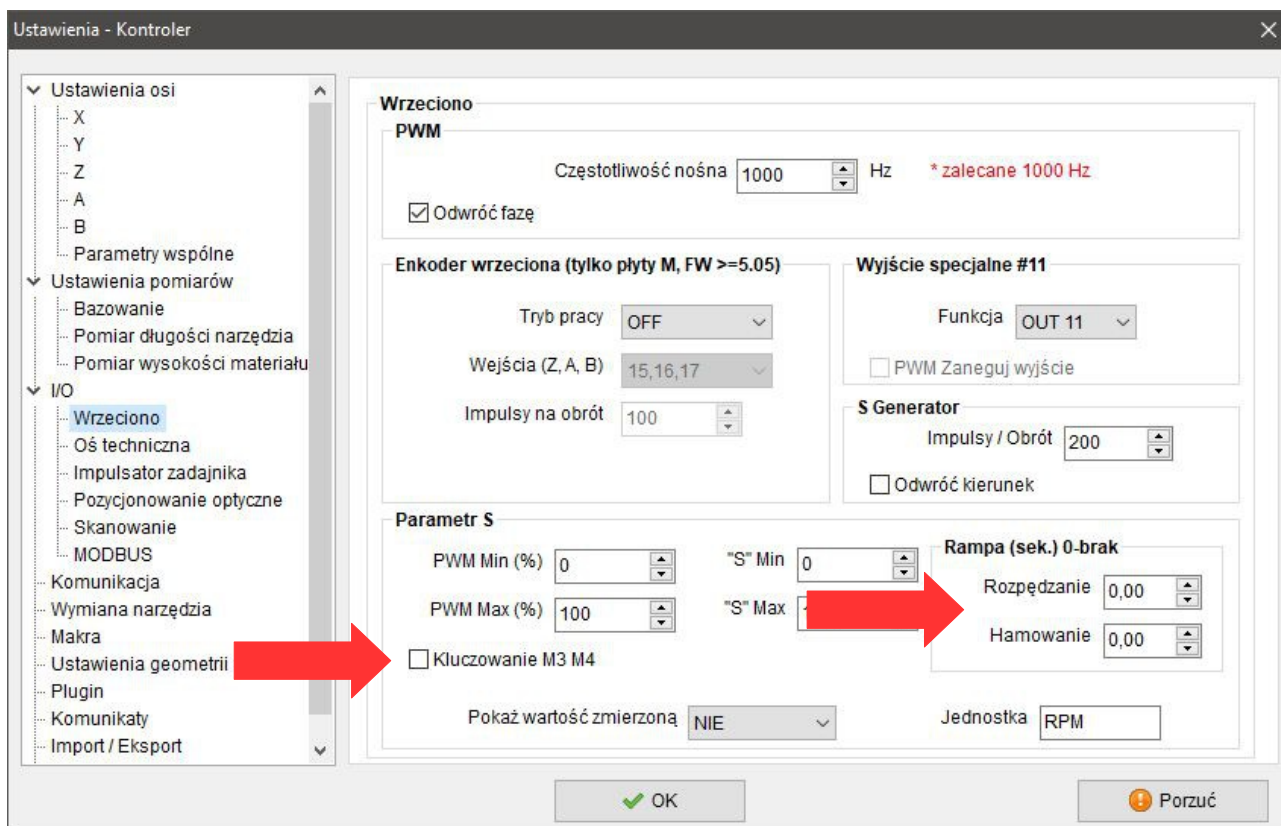 Ustawienia - Kontroler
Ustawienia osi
X
Y
Z
A
B
Parametry wspólne
Ustawienia pomiarów
Bazowanie
Pomiar długości narzędzia
Pomiar wysokości materiału
I/O
Wrzeciono
Oś techniczna
Impulsator zadajnika
Pozycjonowanie optyczne
Skanowanie
MODBUS
Komunikacja
Wymiana narzędzia
Makra
Ustawienia geometrii
Plugin
Komunikaty
Import / Eksport
Wrzeciono
PWM
Częstotliwość nośna 1000 Hz * zalecane 1000 Hz
Odwróć fazę
Enkoder wrzeciona (tylko płyty M, FW >=5.05)
Tryb pracy OFF
Wejścia (Z, A, B) 15,16,17
Impulsy na obrót 100
Wyjście specjalne #11
Funkcja OUT 11
PWM Zaneguj wyjście
S Generator
Impulsy / Obrót 200
Odwróć kierunek
Parametr S
PWM Min (%) 0 "S" Min 0
PWM Max (%) 100 "S" Max
Kluczowanie M3 M4
Rampa (sek.) 0-brak
Rozpędzanie 0,00
Hamowanie 0,00
Pokaż wartość zmierzoną NIE Jednostka RPM
OK Porzuć